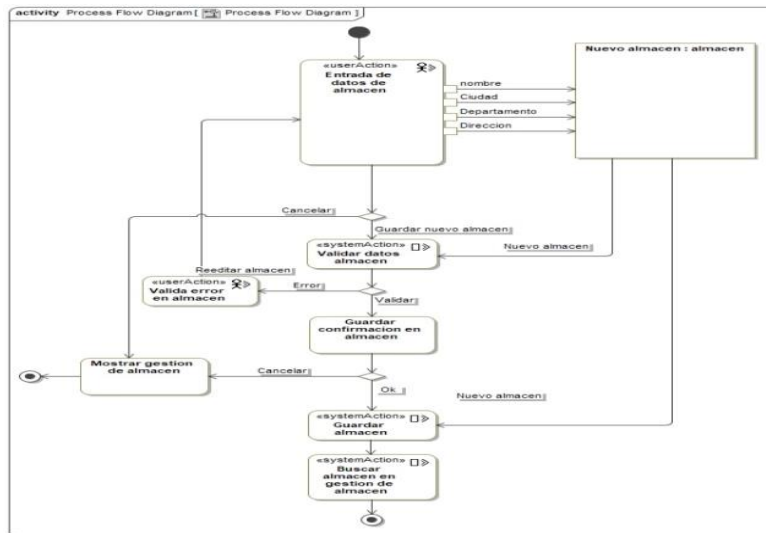 activity Process Flow Diagram[ Process Flow Diagram ]
«userAction»
Entrada de
datos de
almacen
nombre
Ciudad
Departamento
Direccion
Nuevo almacen : almacen
Cancelar
Guardar nuevo almacen
«systemAction»
Validar datos
almacen
Nuevo almacen
Reeditar almacen
«userAction»
Valida error
en almacen
Error
Validar
Guardar
confirmacion en
almacen
Mostrar gestion
de almacen
Cancelar
Ok
Nuevo almacen
«systemAction»
Guardar
almacen
«systemAction»
Buscar
almacen en
gestion de
almacen